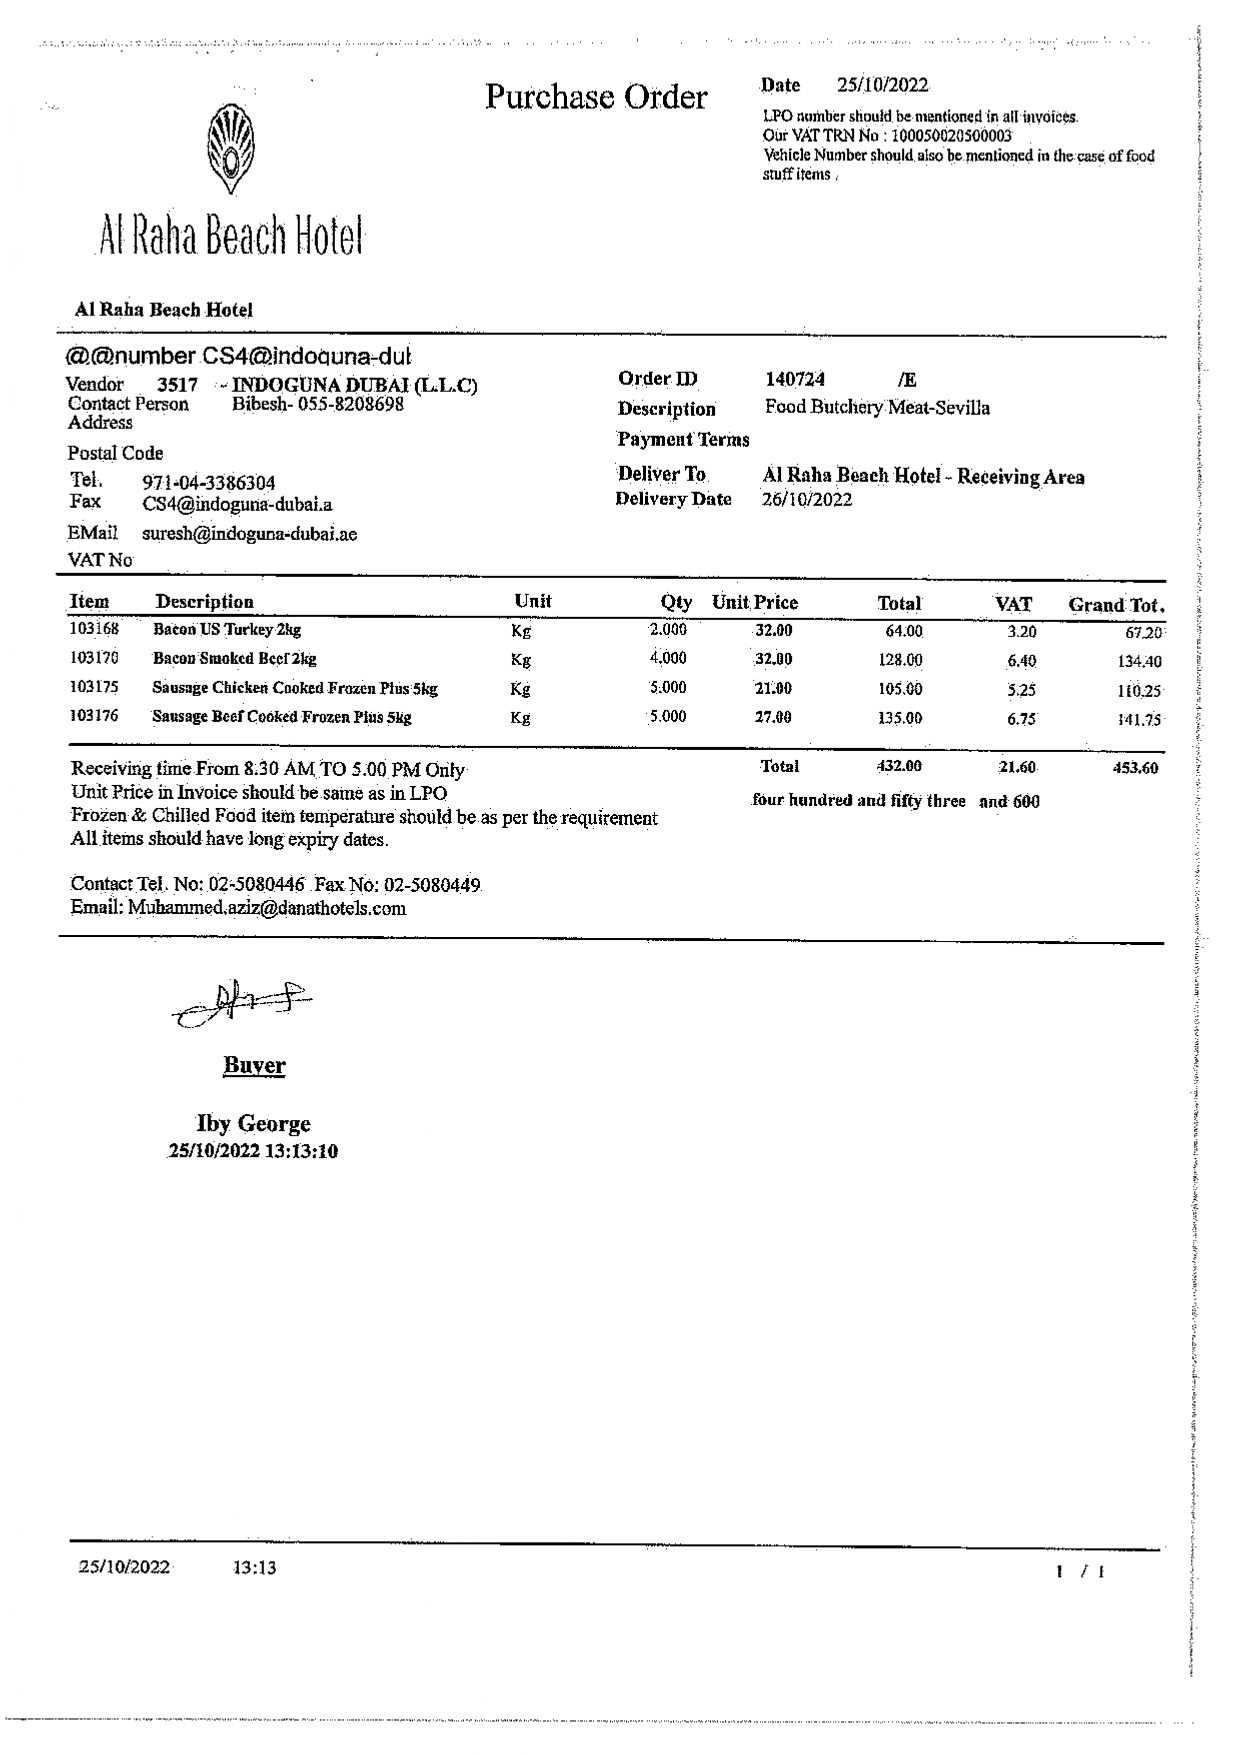 Purchase Order
Date 25/10/2022
LPO number should be mentioned in all invoices.
Our VAT TRN No : 100050020500003
Vehicle Number should also be mentioned in the case of food
stuff items .
Al Raha Beach Hotel
Al Raha Beach Hotel
@@number CS4@indoguna-dul
Vendor 3517 - INDOGUNA DUBAI (L.L.C)
Contact Person Bibesh- 055-8208698
Address
Postal Code
Tel. 971-04-3386304
Fax CS4@indoguna-dubai.a
EMail suresh@indoguna-dubai.ae
VAT No
Order ID 140724 /E
Description Food Butchery Meat-Sevilla
Payment Terms
Deliver To Al Raha Beach Hotel - Receiving Area
Delivery Date 26/10/2022
Item Description Unit Qty Unit Price Total VAT Grand Tot.
103168 Bacon US Turkey 2kg Kg 2.000 32.00 64.00 3.20 67.20
103170 Bacon Smoked Beef 2kg Kg 4.000 32.00 128.00 6.40 134.40
103175 Sausage Chicken Cooked Frozen Plus 5kg Kg 5.000 21.00 105.00 5.25 110.25
103176 Sausage Beef Cooked Frozen Plus 5kg Kg 5.000 27.00 135.00 6.75 141.75
Total 432.00 21.60 453.60
four hundred and fifty three and 600
Receiving time From 8.30 AM TO 5.00 PM Only
Unit Price in Invoice should be same as in LPO
Frozen & Chilled Food item temperature should be as per the requirement
All items should have long expiry dates.
Contact Tel. No: 02-5080446 Fax No: 02-5080449
Email: Muhammed.aziz@danathotels.com
Buyer
Iby George
25/10/2022 13:13:10
25/10/2022 13:13
1 / 1